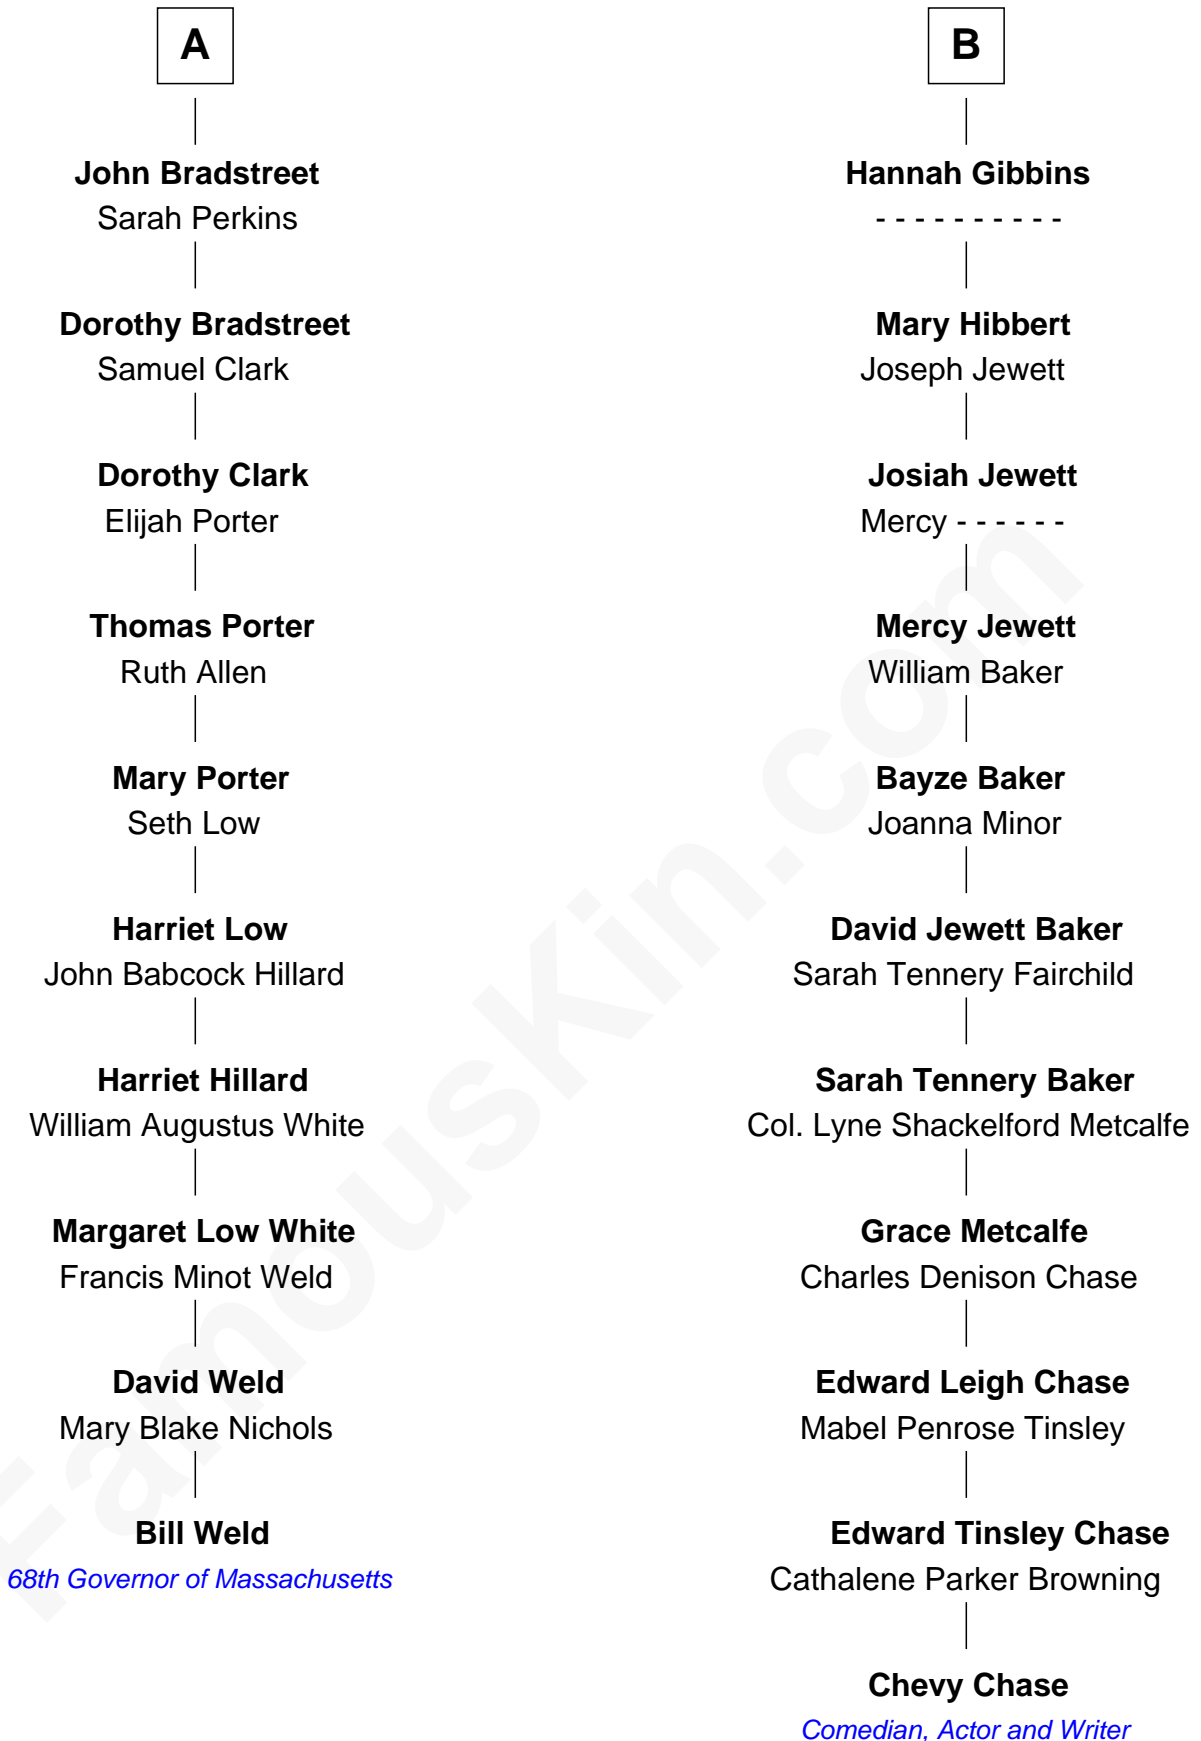 A
John Bradstreet
Sarah Perkins
Dorothy Bradstreet
Samuel Clark
Dorothy Clark
Elijah Porter
Thomas Porter
Ruth Allen
Mary Porter
Seth Low
Harriet Low
John Babcock Hillard
Harriet Hillard
William Augustus White
Margaret Low White
Francis Minot Weld
David Weld
Mary Blake Nichols
Bill Weld
68th Governor of Massachusetts
B
Hannah Gibbins
- - - - - - - - - -
Mary Hibbert
Joseph Jewett
Josiah Jewett
Mercy - - - - - -
Mercy Jewett
William Baker
Bayze Baker
Joanna Minor
David Jewett Baker
Sarah Tennery Fairchild
Sarah Tennery Baker
Col. Lyne Shackelford Metcalfe
Grace Metcalfe
Charles Denison Chase
Edward Leigh Chase
Mabel Penrose Tinsley
Edward Tinsley Chase
Cathalene Parker Browning
Chevy Chase
Comedian, Actor and Writer
FamousKin.com